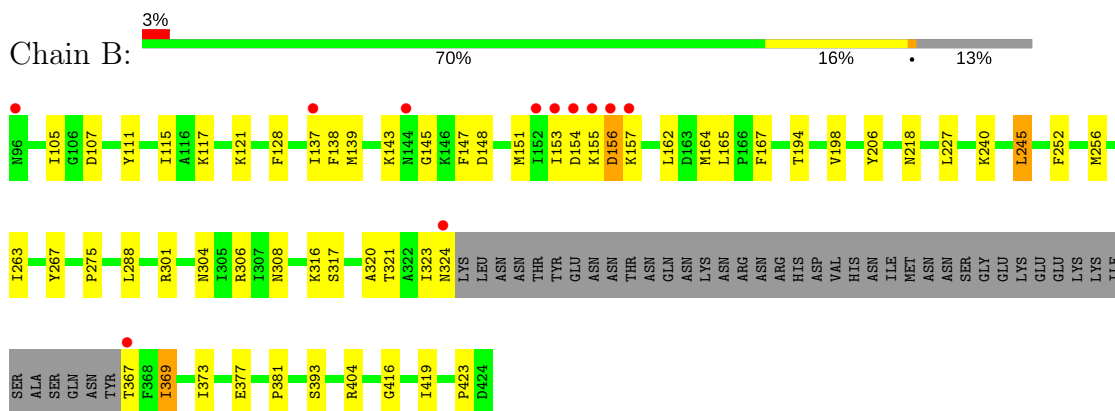 3%
Chain B:
70% 16% • 13%
N96 I105 G106 D107 Y111 I115 A116 K117 K121 F128 I137 F138 M139 K143 N144 G145 K146 F147 D148 M151 I152 I153 D154 K155 D156 K157 L162 D163 M164 L165 P166 F167 T194 V198 Y206 N218 L227 K240 L245 F252 M256
I263 Y267 P275 L288 R301 N304 I305 R306 I307 N308 K316 S317 A320 T321 A322 I323 N324 LYS LEU ASN ASN THR TYR GLU ASN ASN THR ASN GLN ASN LYS ASN ARG ASN ARG HIS ASP VAL HIS ASN ILE MET ASN ASN SER GLY GLU LYS GLU GLU LYS LYS ILE
SER ALA SER GLN ASN TYR T367 F368 I369 I373 E377 P381 S393 R404 G416 I419 P423 D424